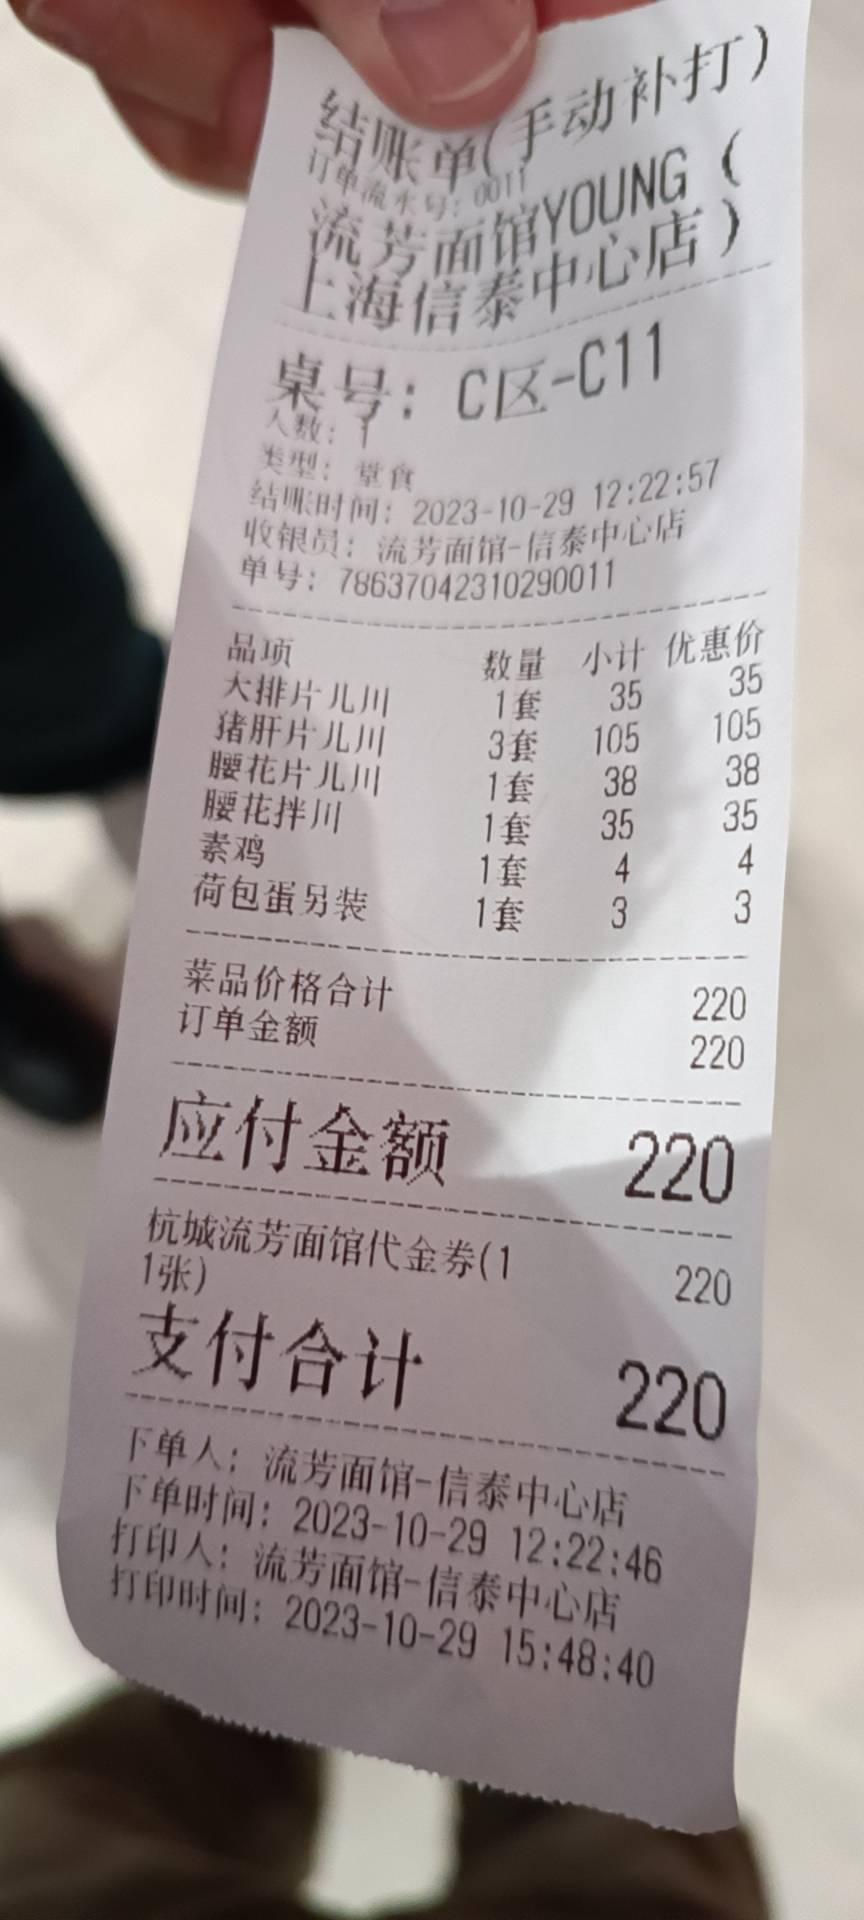 结账单(手动补打)
订单流水号: 0011
流芳面馆YOUNG (
上海信泰中心店)
桌号: C区-C11
人数: 1
类型: 堂食
结账时间: 2023-10-29 12:22:57
收银员: 流芳面馆-信泰中心店
单号: 78637042310290011
品项 数量 小计 优惠价
大排片儿川 1套 35 35
猪肝片儿川 3套 105 105
腰花片儿川 1套 38 38
腰花拌川 1套 35 35
素鸡 1套 4 4
荷包蛋另装 1套 3 3
菜品价格合计 220
订单金额 220
应付金额 220
杭城流芳面馆代金券(1 220
1张)
支付合计 220
下单人: 流芳面馆-信泰中心店
下单时间: 2023-10-29 12:22:46
打印人: 流芳面馆-信泰中心店
打印时间: 2023-10-29 15:48:40